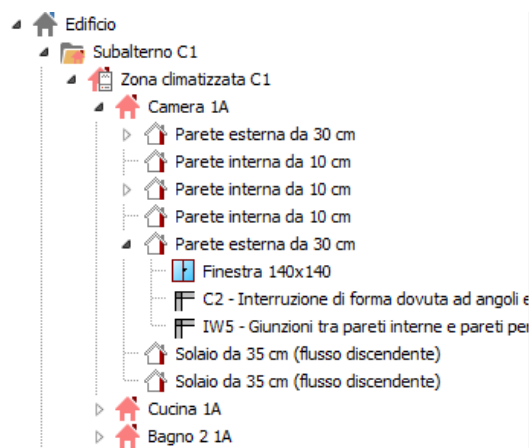 Edificio
Subalterno C1
Zona climatizzata C1
Camera 1A
Parete esterna da 30 cm
Parete interna da 10 cm
Parete interna da 10 cm
Parete interna da 10 cm
Parete esterna da 30 cm
Finestra 140x140
C2 - Interruzione di forma dovuta ad angoli e
IW5 - Giunzioni tra pareti interne e pareti per
Solaio da 35 cm (flusso discendente)
Solaio da 35 cm (flusso discendente)
Cucina 1A
Bagno 2 1A